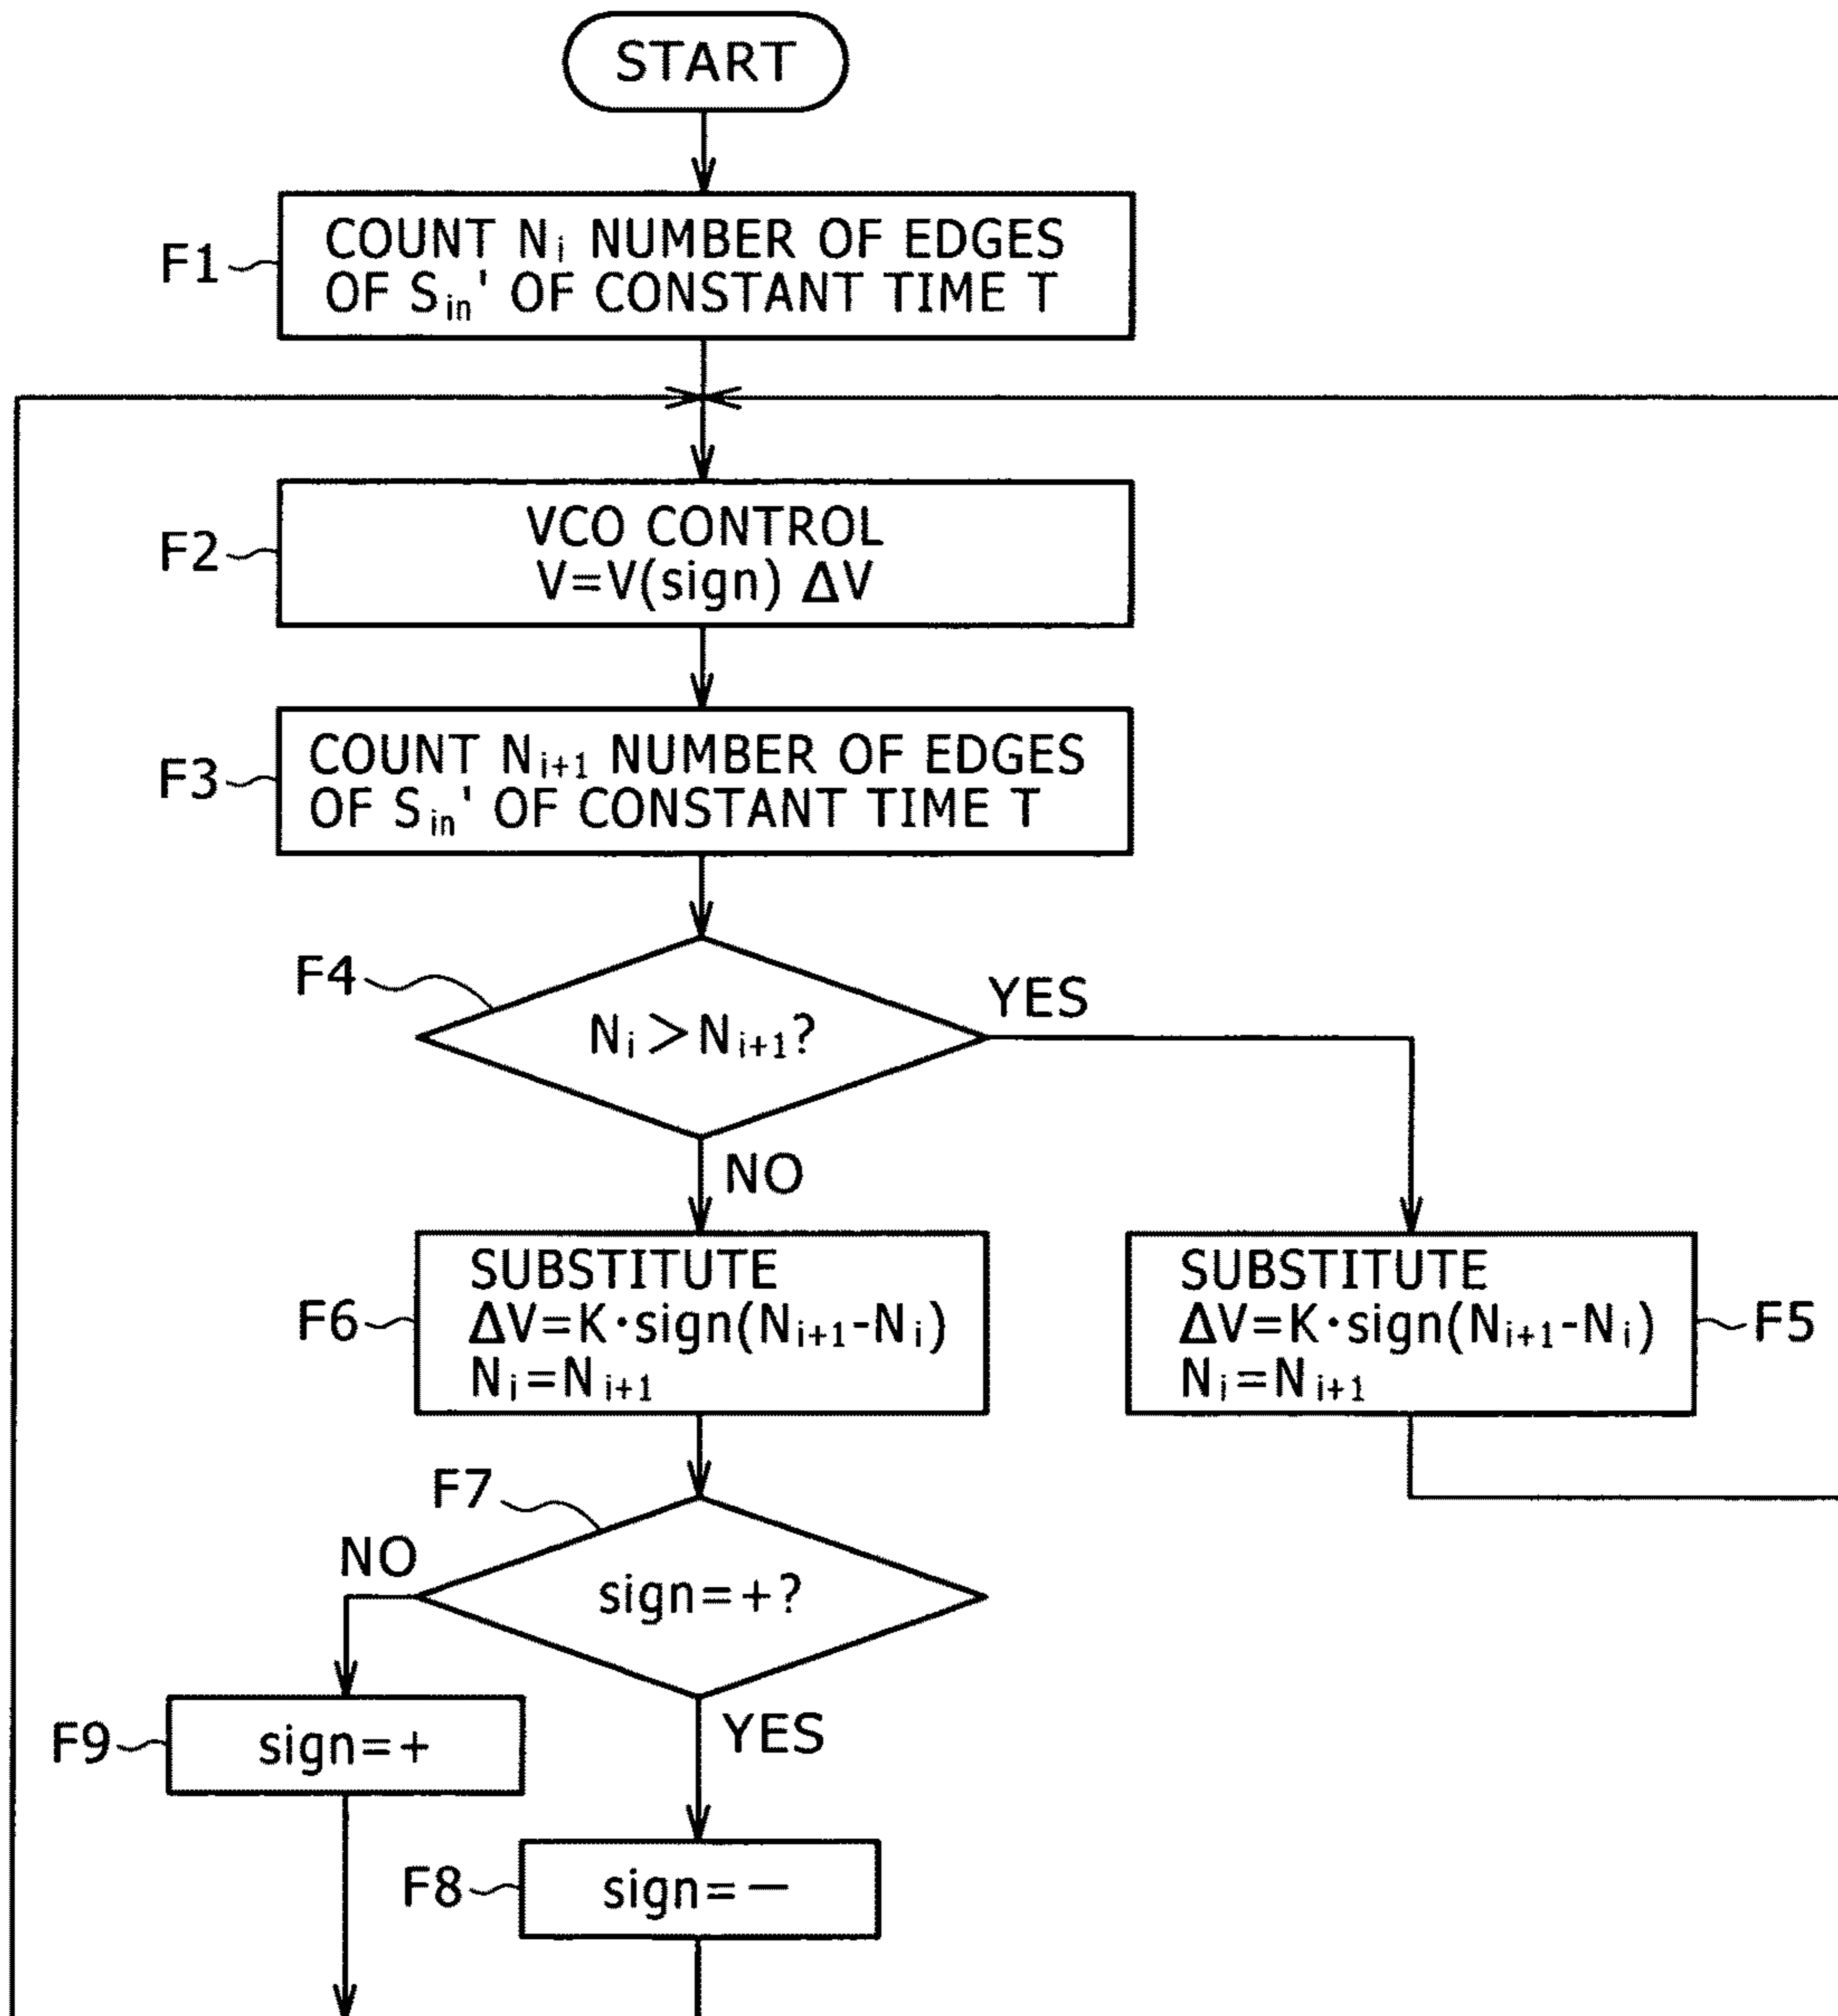 START
F1
COUNT Nᵢ NUMBER OF EDGES
OF Sᵢₙ' OF CONSTANT TIME T
F2
VCO CONTROL
V=V(sign) ΔV
F3
COUNT Nᵢ₊₁ NUMBER OF EDGES
OF Sᵢₙ' OF CONSTANT TIME T
F4
Nᵢ>Nᵢ₊₁?
YES
NO
F6
SUBSTITUTE
ΔV=K·sign(Nᵢ₊₁-Nᵢ)
Nᵢ=Nᵢ₊₁
SUBSTITUTE
ΔV=K·sign(Nᵢ₊₁-Nᵢ)
Nᵢ=Nᵢ₊₁
F5
F7
NO
sign=+?
YES
F9
sign=+
F8
sign=−